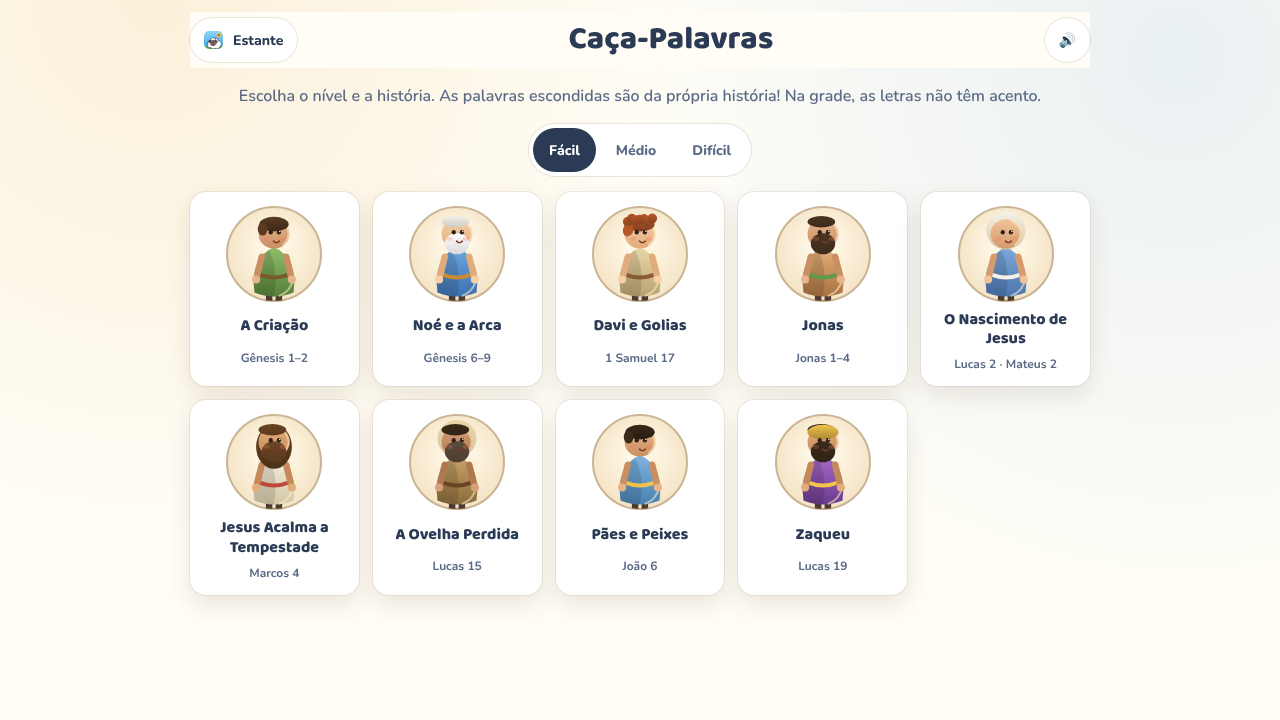 Estante
Caça-Palavras
Escolha o nível e a história. As palavras escondidas são da própria história! Na grade, as letras não têm acento.
Fácil
Médio
Difícil
A Criação
Gênesis 1–2
Noé e a Arca
Gênesis 6–9
Davi e Golias
1 Samuel 17
Jonas
Jonas 1–4
O Nascimento de
Jesus
Lucas 2 · Mateus 2
Jesus Acalma a
Tempestade
Marcos 4
A Ovelha Perdida
Lucas 15
Pães e Peixes
João 6
Zaqueu
Lucas 19